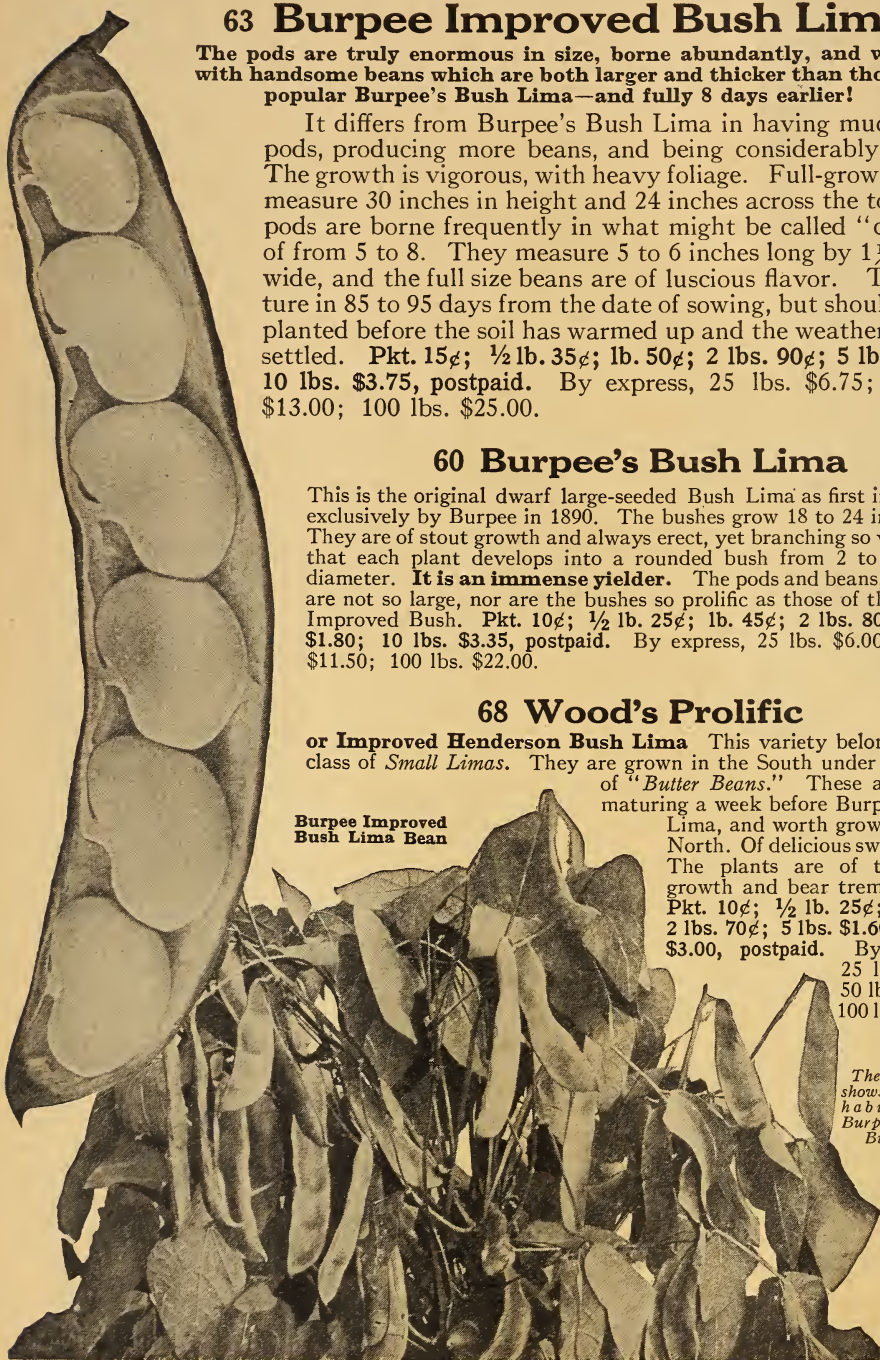 63 Burpee Improved Bush Lim
The pods are truly enormous in size, borne abundantly, and
with handsome beans which are both larger and thicker than tho
popular Burpee's Bush Lima—and fully 8 days earlier!
It differs from Burpee's Bush Lima in having muc
pods, producing more beans, and being considerably
The growth is vigorous, with heavy foliage. Full-grow
measure 30 inches in height and 24 inches across the to
pods are borne frequently in what might be called "c
of from 5 to 8. They measure 5 to 6 inches long by 1
wide, and the full size beans are of luscious flavor. T
ture in 85 to 95 days from the date of sowing, but shoul
planted before the soil has warmed up and the weather
settled. Pkt. 15¢; ½ lb. 35¢; lb. 50¢; 2 lbs. 90¢; 5 lb
10 lbs. $3.75, postpaid. By express, 25 lbs. $6.75;
$13.00; 100 lbs. $25.00.
60 Burpee's Bush Lima
This is the original dwarf large-seeded Bush Lima as first i
exclusively by Burpee in 1890. The bushes grow 18 to 24 i
They are of stout growth and always erect, yet branching so
that each plant develops into a rounded bush from 2 to
diameter. It is an immense yielder. The pods and beans
are not so large, nor are the bushes so prolific as those of th
Improved Bush. Pkt. 10¢; ½ lb. 25¢; lb. 45¢; 2 lbs. 80
$1.80; 10 lbs. $3.35, postpaid. By express, 25 lbs. $6.00
$11.50; 100 lbs. $22.00.
68 Wood's Prolific
or Improved Henderson Bush Lima This variety belon
class of Small Limas. They are grown in the South under
of "Butter Beans." These a
maturing a week before Burp
Lima, and worth grow
North. Of delicious sw
The plants are of t
growth and bear trem
Pkt. 10¢; ½ lb. 25¢;
2 lbs. 70¢; 5 lbs. $1.60
$3.00, postpaid. By
25 l
50 lb
100 l
Burpee Improved
Bush Lima Bean
The
shows
habi
Burp
B